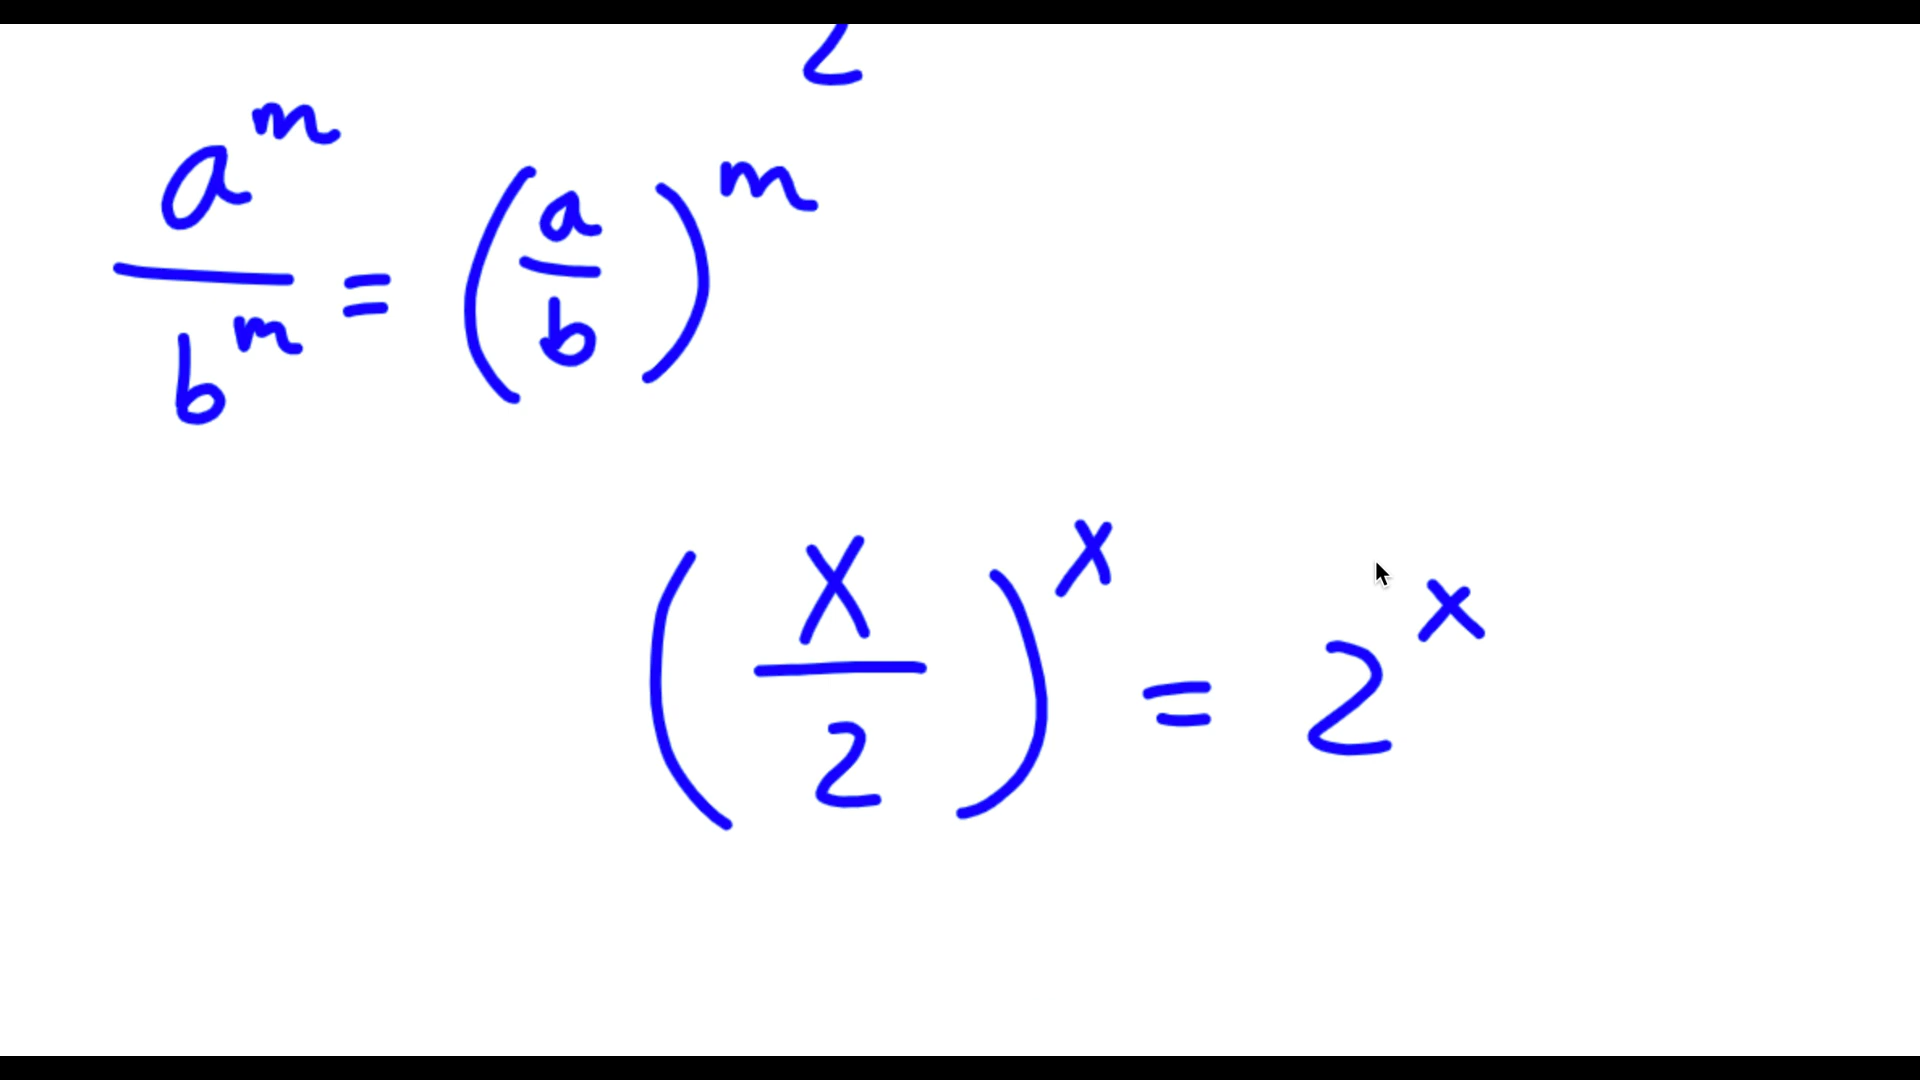 2
a^m / b^m = (a/b)^m
(X/2)^x = 2^x